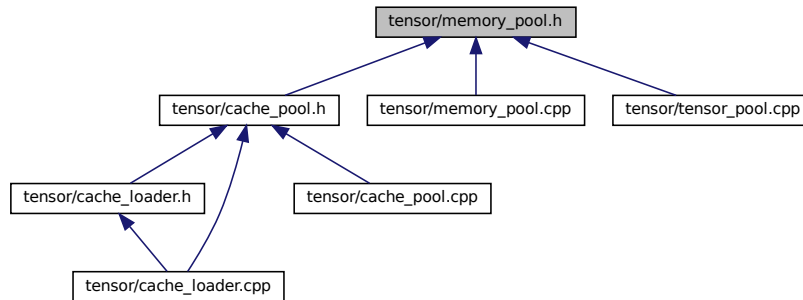 tensor/memory_pool.h
tensor/cache_pool.h
tensor/memory_pool.cpp
tensor/tensor_pool.cpp
tensor/cache_loader.h
tensor/cache_pool.cpp
tensor/cache_loader.cpp